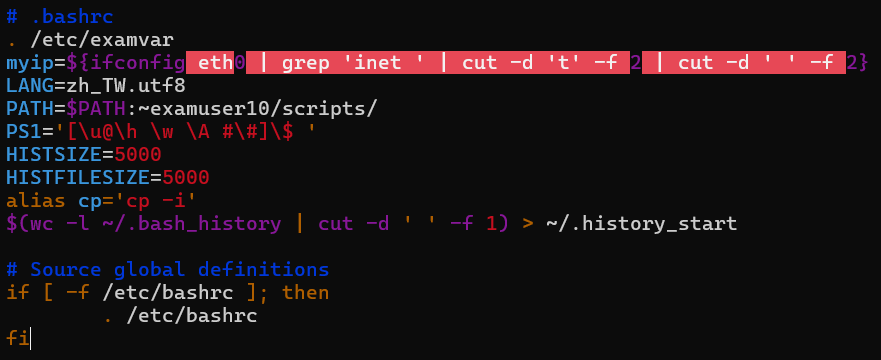 # .bashrc
. /etc/examvar
myip=${ifconfig eth0 | grep 'inet ' | cut -d 't' -f 2 | cut -d ' ' -f 2}
LANG=zh_TW.utf8
PATH=$PATH:~examuser10/scripts/
PS1='[\u@\h \w \A #\#]\$ '
HISTSIZE=5000
HISTFILESIZE=5000
alias cp='cp -i'
$(wc -l ~/.bash_history | cut -d ' ' -f 1) > ~/.history_start
# Source global definitions
if [ -f /etc/bashrc ]; then
        . /etc/bashrc
fi